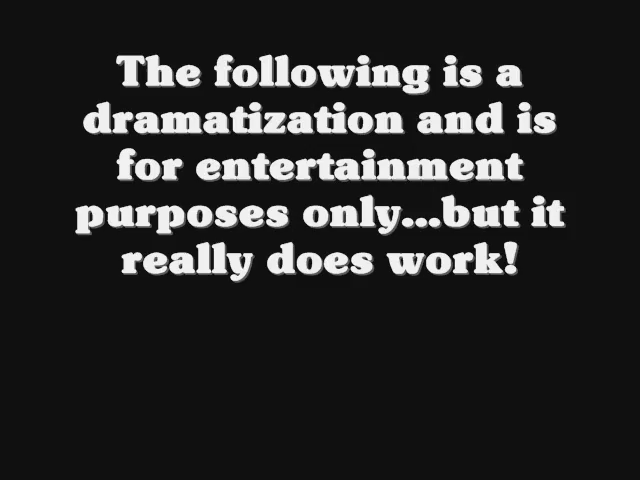 The following is a
dramatization and is
for entertainment
purposes only...but it
really does work!